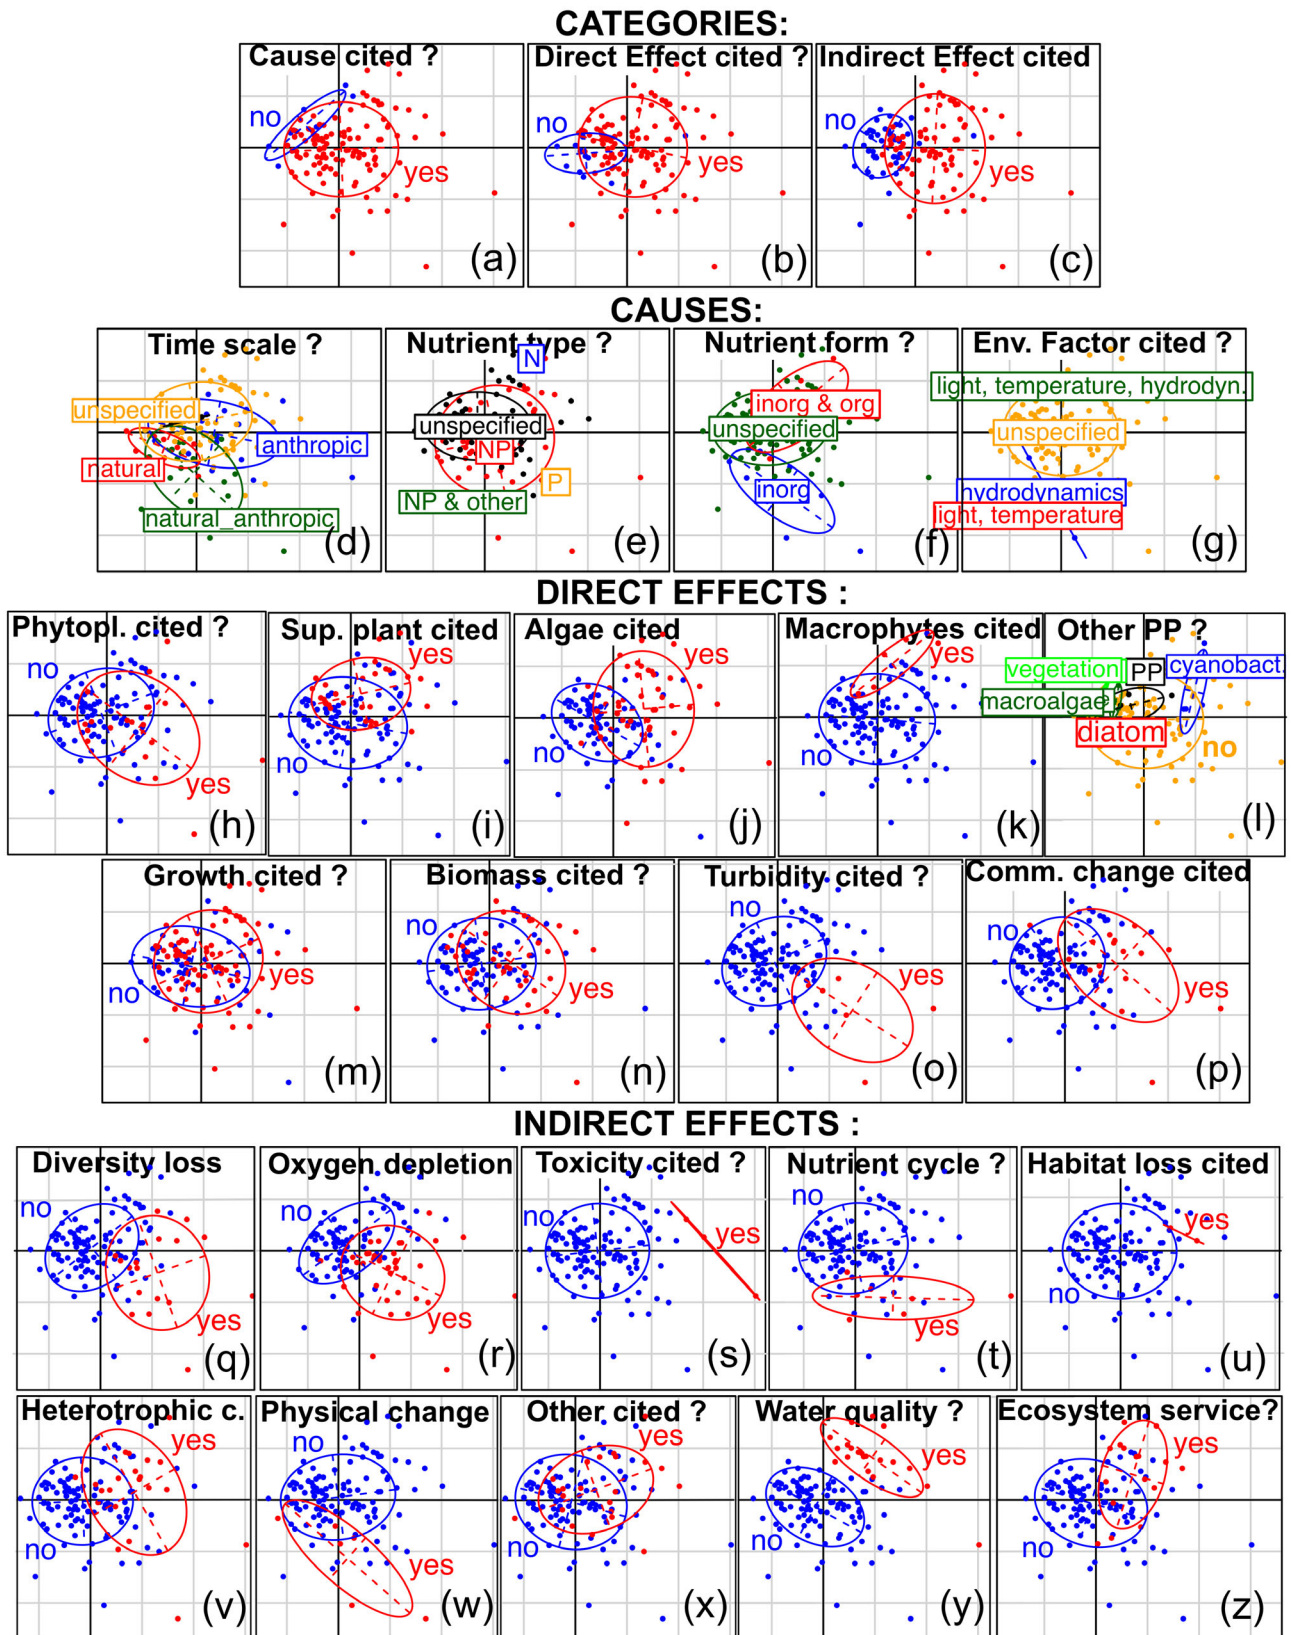 CATEGORIES:
Cause cited ?
no
yes
(a)
Direct Effect cited ?
no
yes
(b)
Indirect Effect cited
no
yes
(c)
CAUSES:
Time scale ?
unspecified
anthropic
natural
natural_anthropic
(d)
Nutrient type ?
N
unspecified
NP
P
NP & other
(e)
Nutrient form ?
inorg & org
unspecified
inorg
(f)
Env. Factor cited ?
light, temperature, hydrodyn.
unspecified
hydrodynamics
light, temperature
(g)
DIRECT EFFECTS :
Phytopl. cited ?
no
yes
(h)
Sup. plant cited
yes
no
(i)
Algae cited
yes
no
(j)
Macrophytes cited
yes
no
(k)
Other PP ?
vegetation
PP
cyanobact.
macroalgae
diatom
no
(l)
Growth cited ?
yes
no
(m)
Biomass cited ?
no
yes
(n)
Turbidity cited ?
no
yes
(o)
Comm. change cited
no
yes
(p)
INDIRECT EFFECTS :
Diversity loss
no
yes
(q)
Oxygen depletion
no
yes
(r)
Toxicity cited ?
no
yes
(s)
Nutrient cycle ?
no
yes
(t)
Habitat loss cited
yes
no
(u)
Heterotrophic c.
yes
no
(v)
Physical change
no
yes
(w)
Other cited ?
yes
no
(x)
Water quality ?
yes
no
(y)
Ecosystem service?
yes
no
(z)